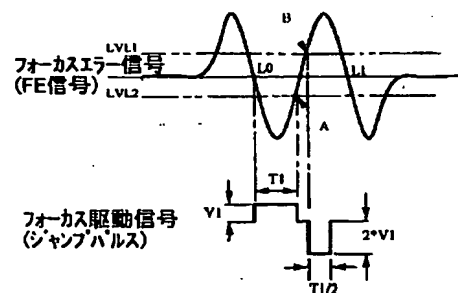 B
LVL1
フォーカスエラー信号
(FE信号)
L0
L1
LVL2
A
T1
フォーカス駆動信号
(ジャンプパルス)
V1
2*V1
T1/2